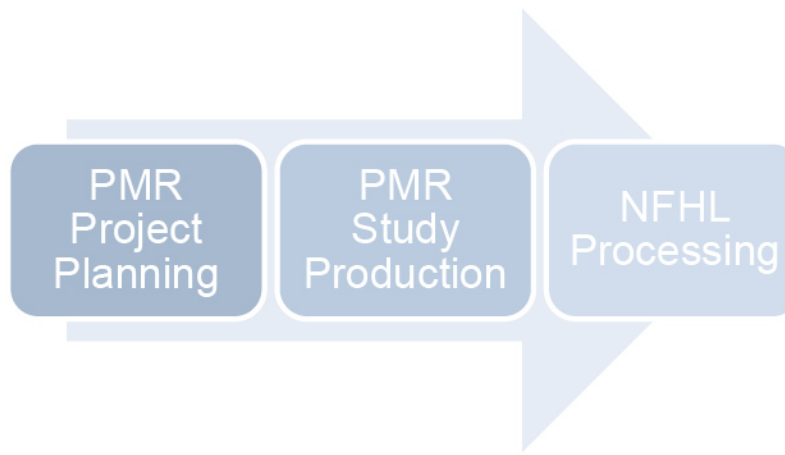 PMR
Project
Planning
PMR
Study
Production
NFHL
Processing